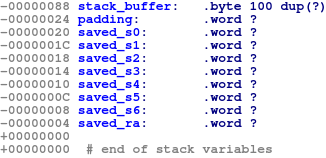 -00000088 stack_buffer: .byte 100 dup(?)
-00000024 padding: .word ?
-00000020 saved_s0: .word ?
-0000001C saved_s1: .word ?
-00000018 saved_s2: .word ?
-00000014 saved_s3: .word ?
-00000010 saved_s4: .word ?
-0000000C saved_s5: .word ?
-00000008 saved_s6: .word ?
-00000004 saved_ra: .word ?
+00000000
+00000000 # end of stack variables